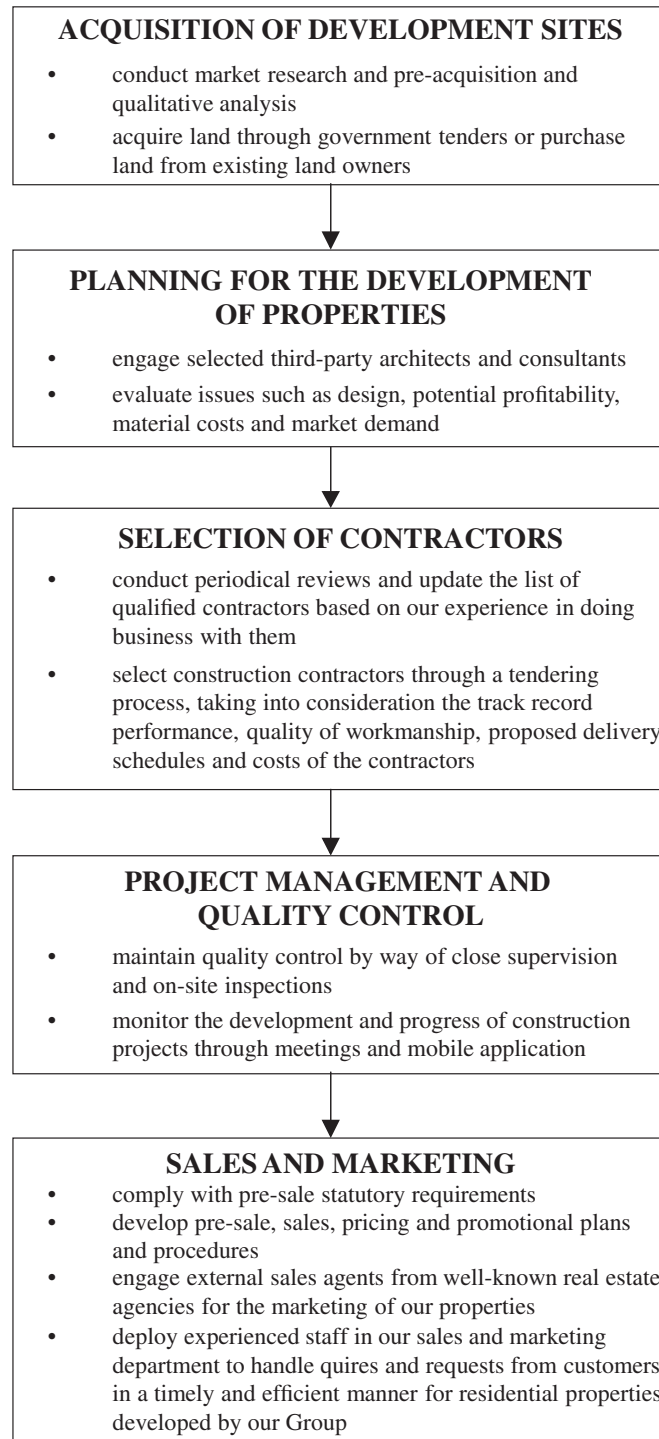 ACQUISITION OF DEVELOPMENT SITES
• conduct market research and pre-acquisition and
qualitative analysis
• acquire land through government tenders or purchase
land from existing land owners
PLANNING FOR THE DEVELOPMENT
OF PROPERTIES
• engage selected third-party architects and consultants
• evaluate issues such as design, potential profitability,
material costs and market demand
SELECTION OF CONTRACTORS
• conduct periodical reviews and update the list of
qualified contractors based on our experience in doing
business with them
• select construction contractors through a tendering
process, taking into consideration the track record
performance, quality of workmanship, proposed delivery
schedules and costs of the contractors
PROJECT MANAGEMENT AND
QUALITY CONTROL
• maintain quality control by way of close supervision
and on-site inspections
• monitor the development and progress of construction
projects through meetings and mobile application
SALES AND MARKETING
• comply with pre-sale statutory requirements
• develop pre-sale, sales, pricing and promotional plans
and procedures
• engage external sales agents from well-known real estate
agencies for the marketing of our properties
• deploy experienced staff in our sales and marketing
department to handle quires and requests from customers
in a timely and efficient manner for residential properties
developed by our Group